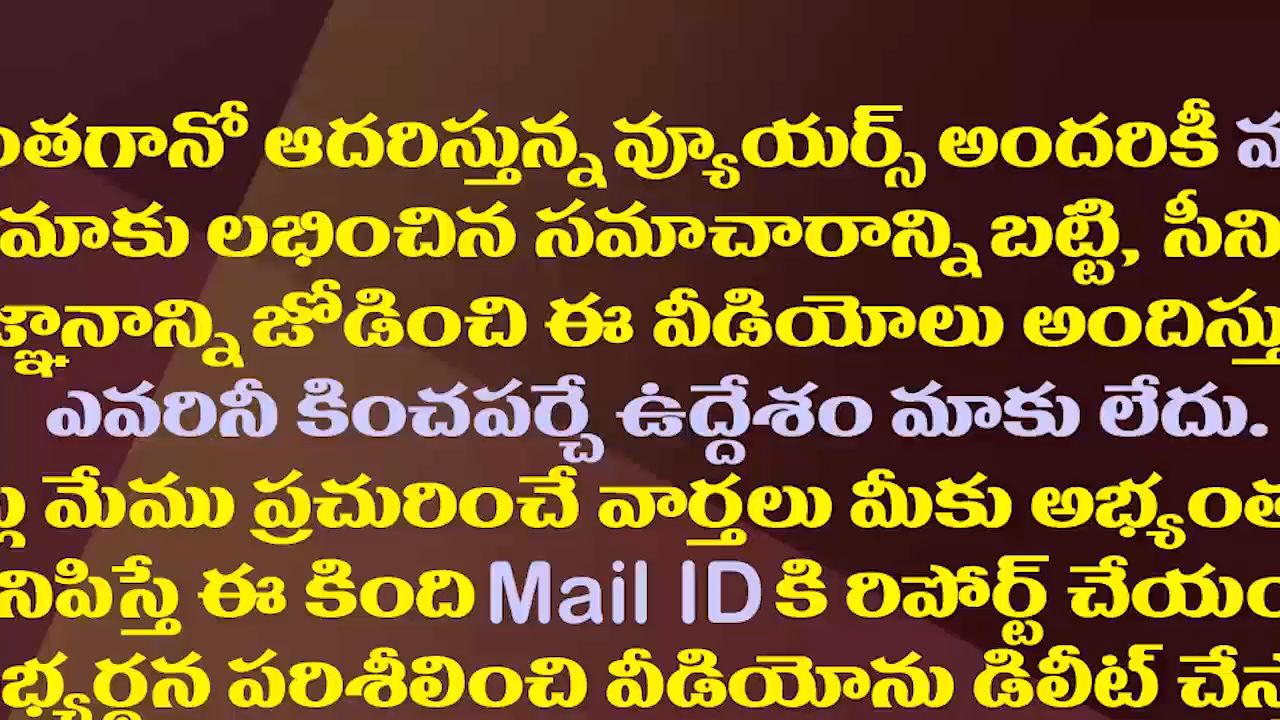 ఆదరిస్తున్న వ్యూయర్స్ అందరికీ
మాకు లభించిన సమాచారాన్ని బట్టి,
జోడించి ఈ వీడియోలు
ఎవరినీ కించపర్చే ఉద్దేశం మాకు లేదు.
మేము ప్రచురించే వార్తలు మీకు
ఈ కింది Mail ID కి రిపోర్ట్
పరిశీలించి వీడియోను డిలీట్